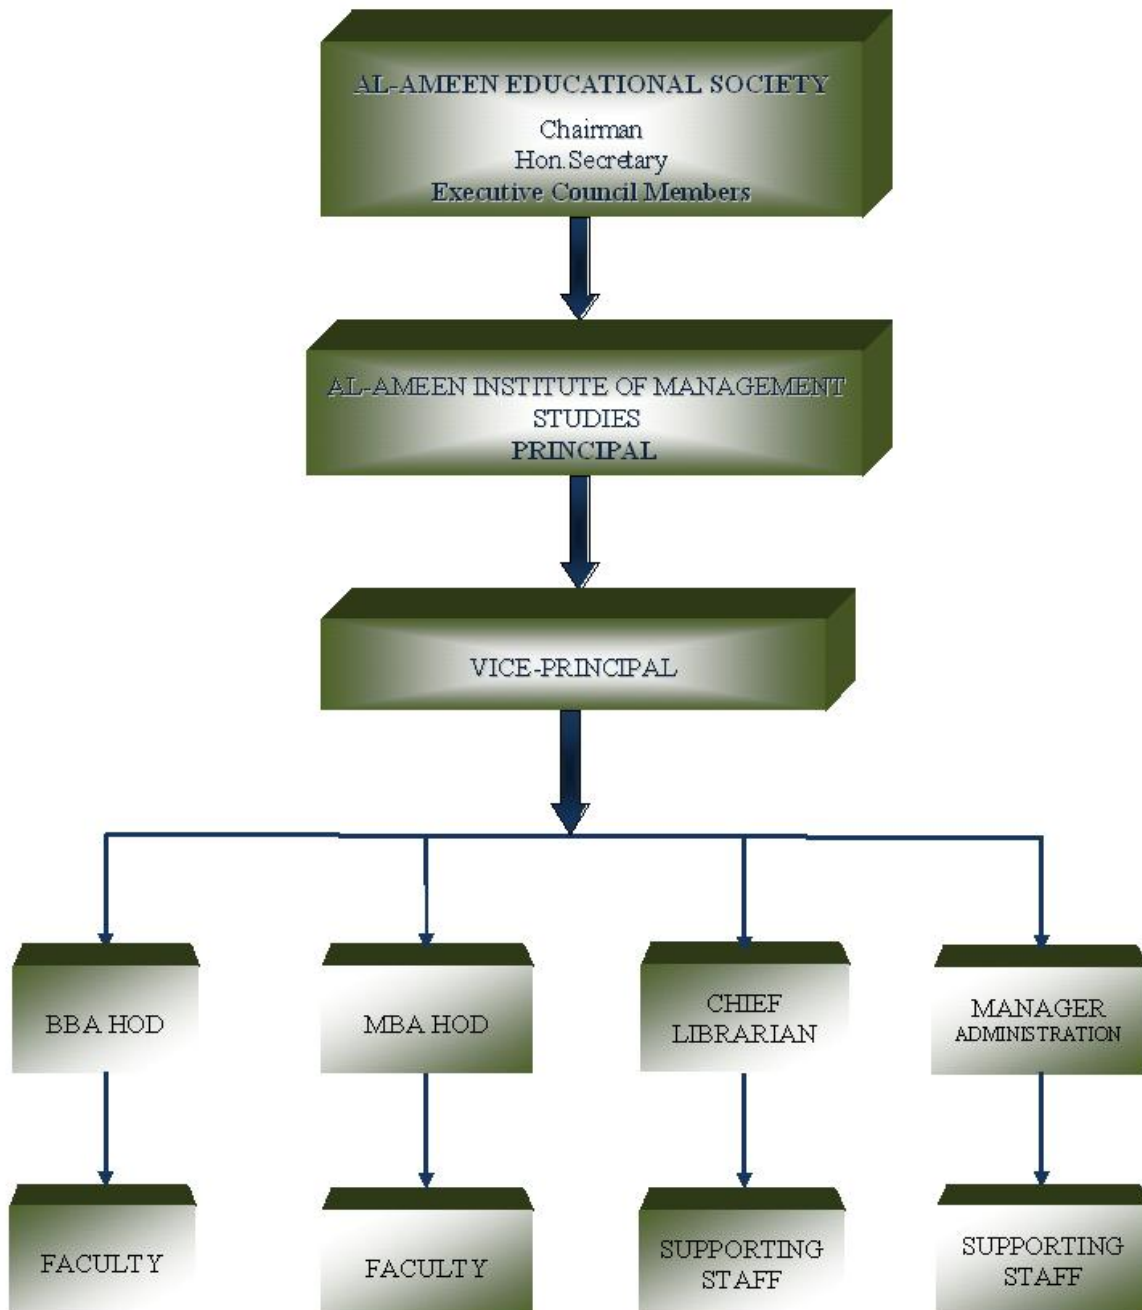 AL-AMEEN EDUCATIONAL SOCIETY
Chairman
Hon.Secretary
Executive Council Members
AL-AMEEN INSTITUTE OF MANAGEMENT
STUDIES
PRINCIPAL
VICE-PRINCIPAL
BBA HOD
MBA HOD
CHIEF
LIBRARIAN
MANAGER
ADMINISTRATION
FACULTY
FACULTY
SUPPORTING
STAFF
SUPPORTING
STAFF